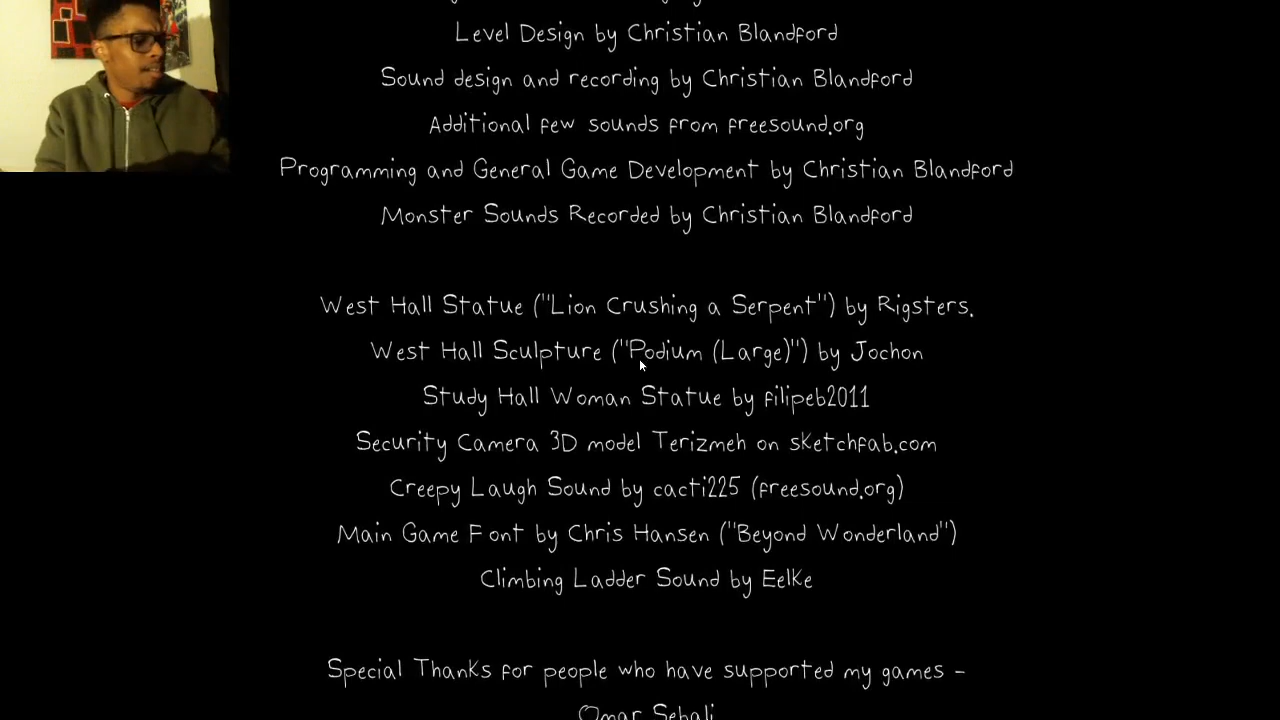 Level Design by Christian Blandford
Sound design and recording by Christian Blandford
Additional few sounds from freesound.org
Programming and General Game Development by Christian Blandford
Monster Sounds Recorded by Christian Blandford
West Hall Statue ("Lion Crushing a Serpent") by Rigsters.
West Hall Sculpture ("Podium (Large)") by Jochon
Study Hall Woman Statue by filipeb2011
Security Camera 3D model Terizmeh on sketchfab.com
Creepy Laugh Sound by cacti225 (freesound.org)
Main Game Font by Chris Hansen ("Beyond Wonderland")
Climbing Ladder Sound by Eelke
Special Thanks for people who have supported my games -
Omar Sebali